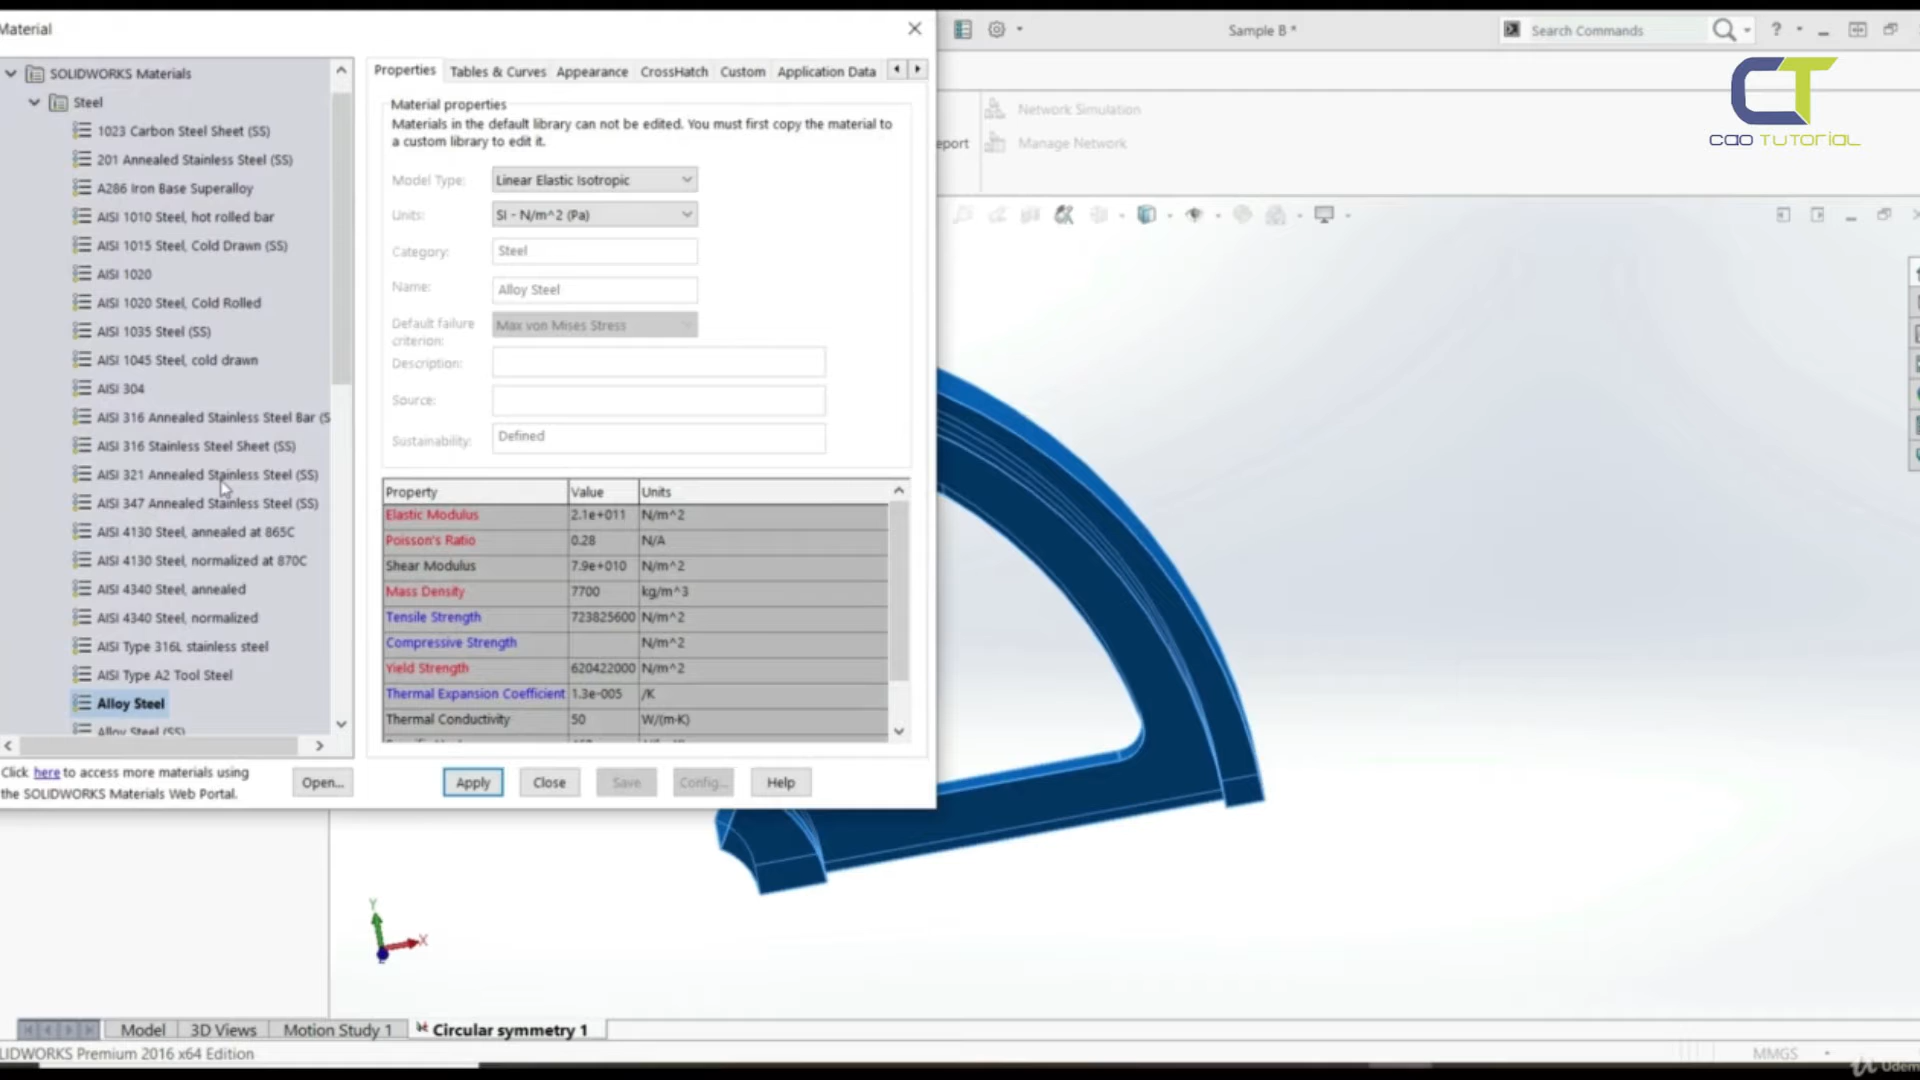 Material
Sample B *
Search Commands
?
SOLIDWORKS Materials
Steel
1023 Carbon Steel Sheet (SS)
201 Annealed Stainless Steel (SS)
A286 Iron Base Superalloy
AISI 1010 Steel, hot rolled bar
AISI 1015 Steel, Cold Drawn (SS)
AISI 1020
AISI 1020 Steel, Cold Rolled
AISI 1035 Steel (SS)
AISI 1045 Steel, cold drawn
AISI 304
AISI 316 Annealed Stainless Steel Bar (S
AISI 316 Stainless Steel Sheet (SS)
AISI 321 Annealed Stainless Steel (SS)
AISI 347 Annealed Stainless Steel (SS)
AISI 4130 Steel, annealed at 865C
AISI 4130 Steel, normalized at 870C
AISI 4340 Steel, annealed
AISI 4340 Steel, normalized
AISI Type 316L stainless steel
AISI Type A2 Tool Steel
Alloy Steel
Alloy Steel (SS)
Click here to access more materials using
the SOLIDWORKS Materials Web Portal.
Open...
Properties Tables & Curves Appearance CrossHatch Custom Application Data
Material properties
Materials in the default library can not be edited. You must first copy the material to
a custom library to edit it.
Model Type: Linear Elastic Isotropic
Units: SI - N/m^2 (Pa)
Category: Steel
Name: Alloy Steel
Default failure
criterion: Max von Mises Stress
Description:
Source:
Sustainability: Defined
Property Value Units
Elastic Modulus 2.1e+011 N/m^2
Poisson's Ratio 0.28 N/A
Shear Modulus 7.9e+010 N/m^2
Mass Density 7700 kg/m^3
Tensile Strength 723825600 N/m^2
Compressive Strength N/m^2
Yield Strength 620422000 N/m^2
Thermal Expansion Coefficient 1.3e-005 /K
Thermal Conductivity 50 W/(m·K)
Apply Close Save Config... Help
eport
Network Simulation
Manage Network
CT
CAO TUTORIAL
Y
X
Model 3D Views Motion Study 1 Circular symmetry 1
LIDWORKS Premium 2016 x64 Edition
MMGS
Udem